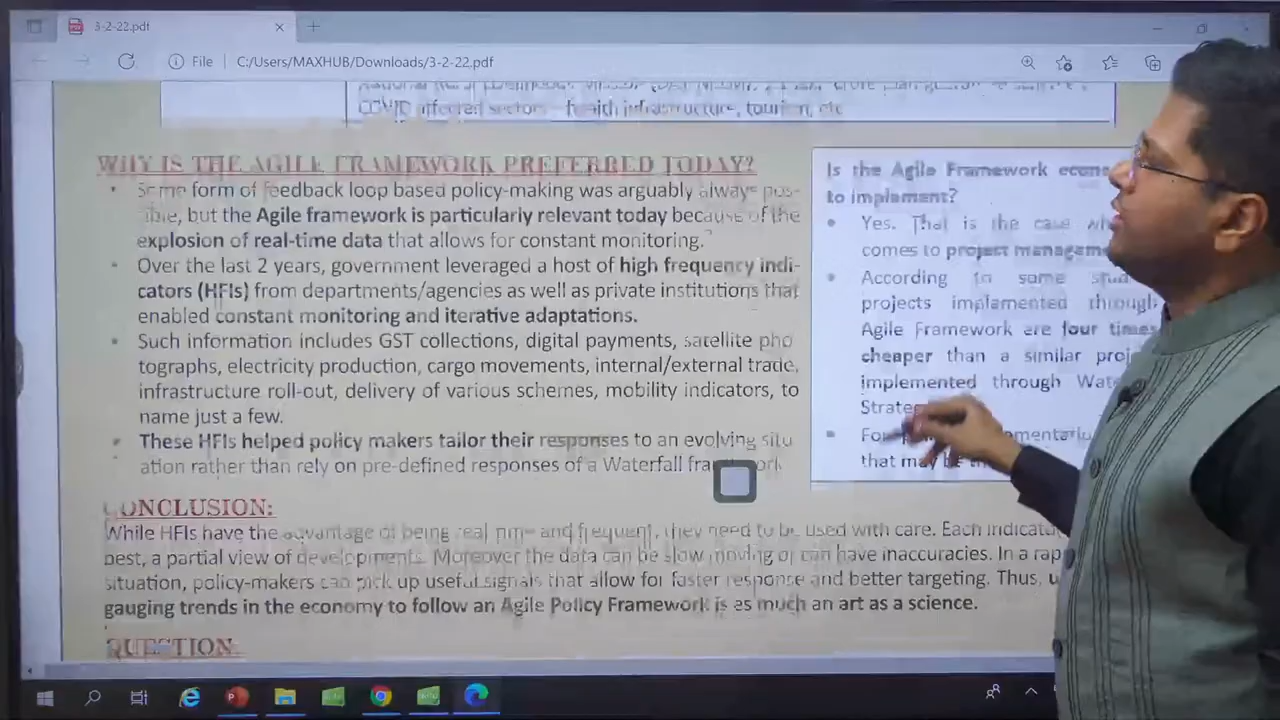 3-2-22.pdf
File C:/Users/MAXHUB/Downloads/3-2-22.pdf
COVID affected sectors – health infrastructure, tourism, etc
WHY IS THE AGILE FRAMEWORK PREFERRED TODAY?
Some form of feedback loop based policy-making was arguably always pos-
sible, but the Agile framework is particularly relevant today because of the
explosion of real-time data that allows for constant monitoring.
Over the last 2 years, government leveraged a host of high frequency indi-
cators (HFIs) from departments/agencies as well as private institutions that
enabled constant monitoring and iterative adaptations.
Such information includes GST collections, digital payments, satellite pho
tographs, electricity production, cargo movements, internal/external trade,
infrastructure roll-out, delivery of various schemes, mobility indicators, to
name just a few.
These HFIs helped policy makers tailor their responses to an evolving situ
ation rather than rely on pre-defined responses of a Waterfall
Is the Agile Framework
to implement?
Yes. That is the case
comes to project
According to some
projects implemented through
Agile Framework are four times
cheaper than a similar
implemented through
that may be
CONCLUSION:
While HFIs have the advantage of being real time and frequent, they need to be used with care. Each
best, a partial view of developments. Moreover the data can be slow moving or can have inaccuracies. In a
situation, policy-makers can pick up useful signals that allow for faster response and better targeting. Thus,
gauging trends in the economy to follow an Agile Policy Framework is as much an art as a science.
QUESTION: